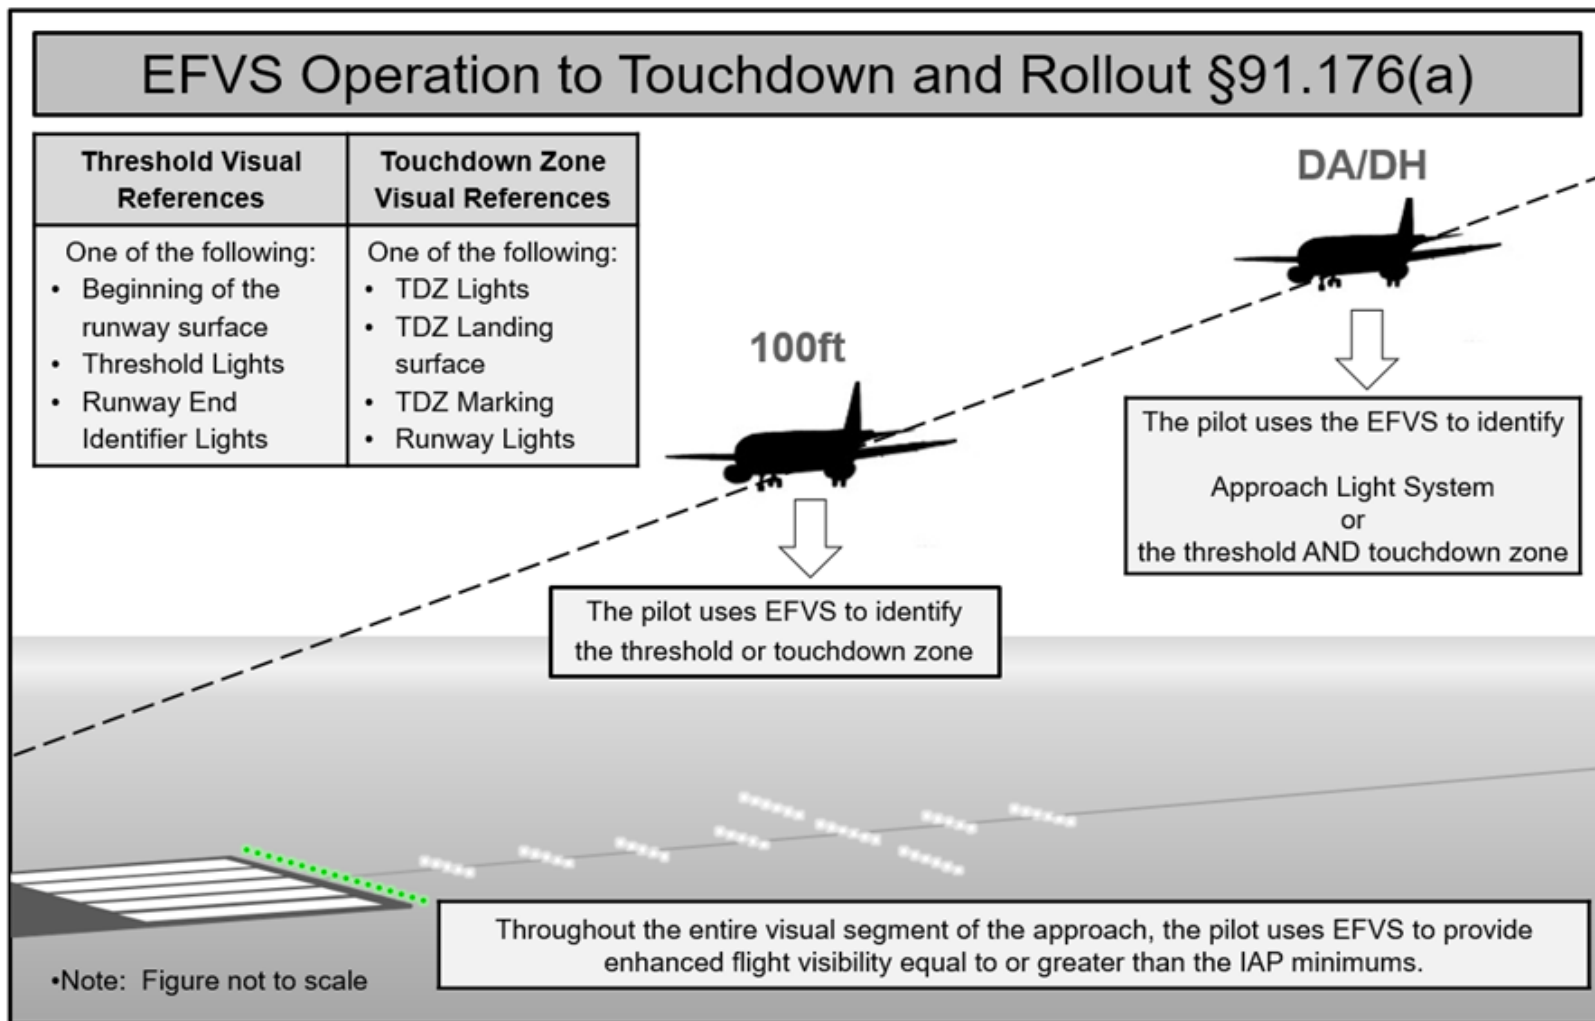 EFVS Operation to Touchdown and Rollout §91.176(a)
Threshold Visual
References
One of the following:
• Beginning of the
runway surface
• Threshold Lights
• Runway End
Identifier Lights
Touchdown Zone
Visual References
One of the following:
• TDZ Lights
• TDZ Landing
surface
• TDZ Marking
• Runway Lights
DA/DH
100ft
The pilot uses the EFVS to identify
Approach Light System
or
the threshold AND touchdown zone
The pilot uses EFVS to identify
the threshold or touchdown zone
Throughout the entire visual segment of the approach, the pilot uses EFVS to provide
enhanced flight visibility equal to or greater than the IAP minimums.
•Note: Figure not to scale